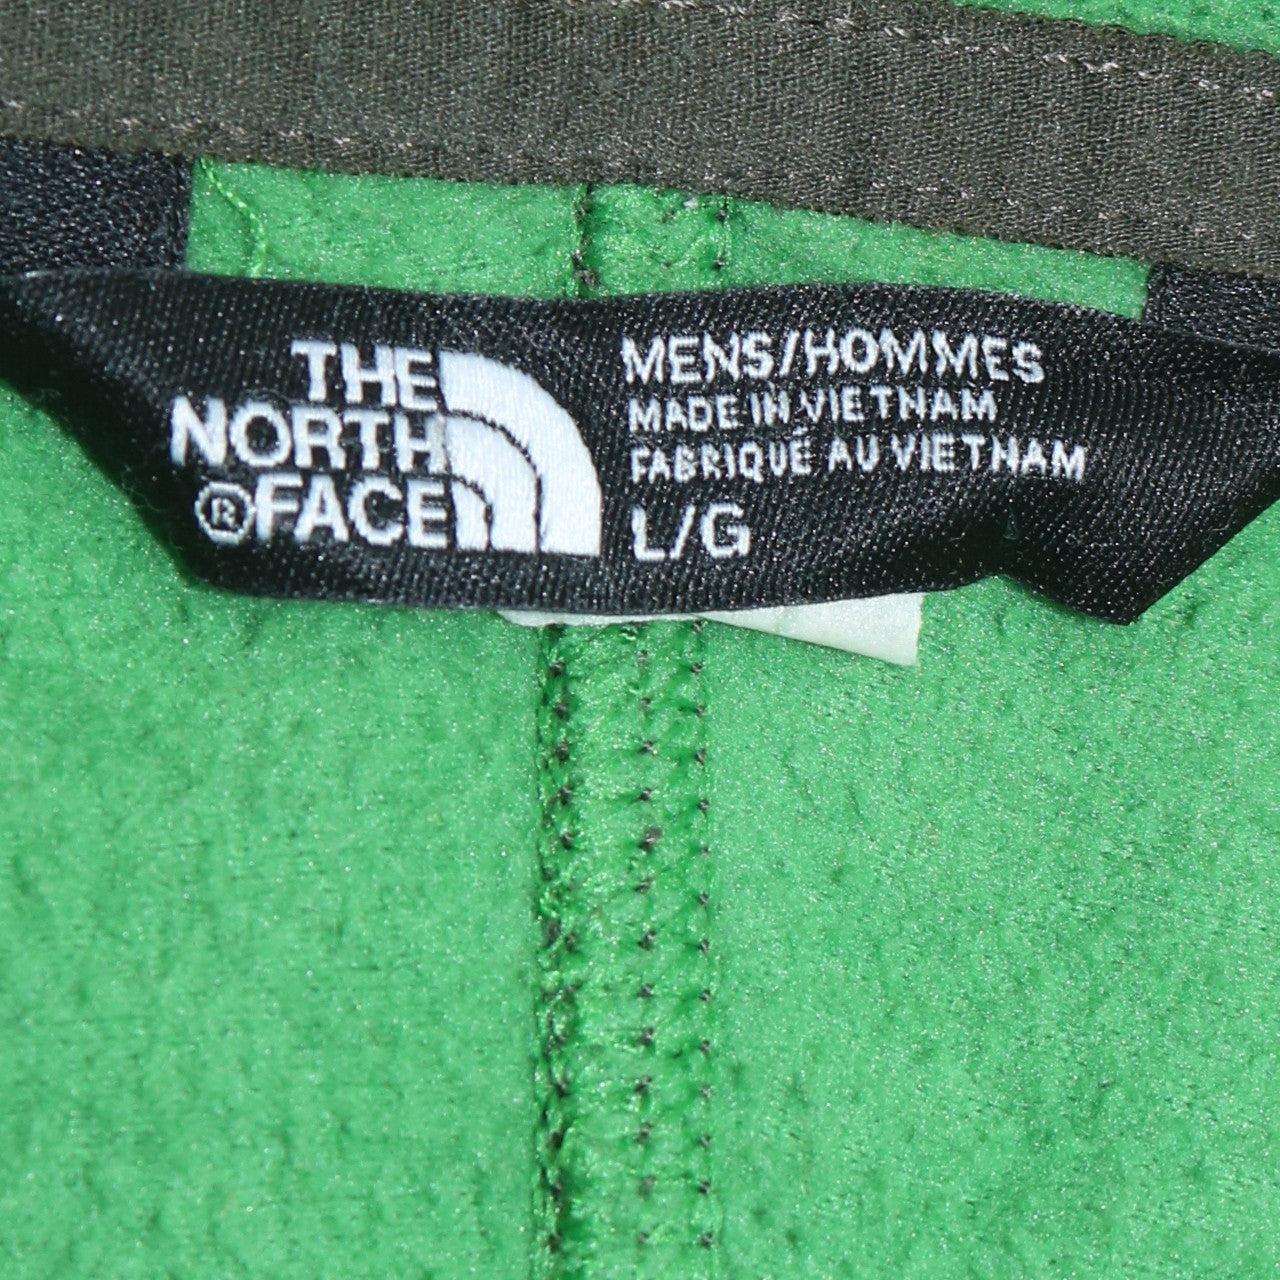 THE
NORTH
®FACE
MENS/HOMMES
MADE IN VIETNAM
FABRIQUÉ AU VIETNAM
L/G